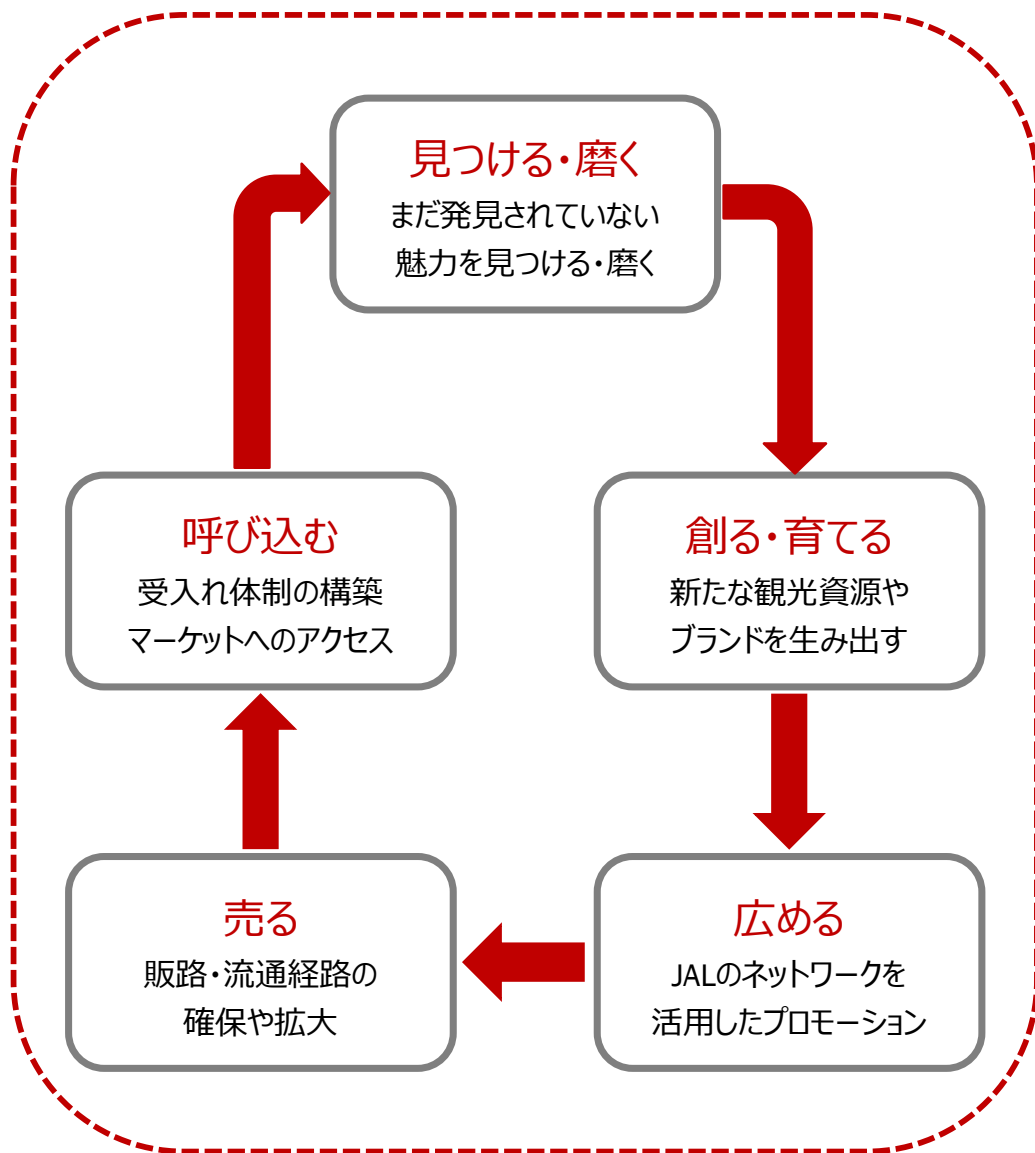 見つける・磨く
まだ発見されていない
魅力を見つける・磨く
創る・育てる
新たな観光資源や
ブランドを生み出す
広める
JALのネットワークを
活用したプロモーション
売る
販路・流通経路の
確保や拡大
呼び込む
受入れ体制の構築
マーケットへのアクセス